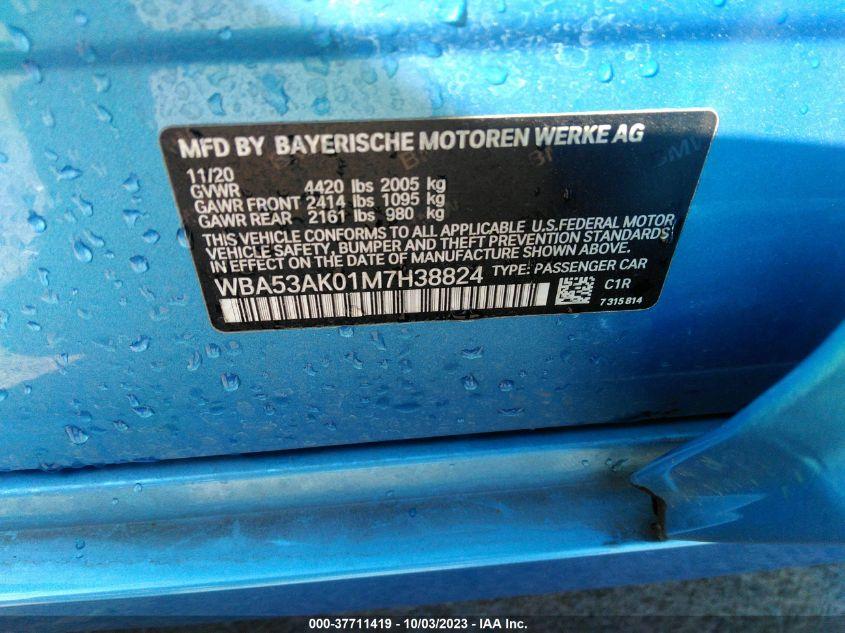 MFD BY BAYERISCHE MOTOREN WERKE AG
11/20
GVWR 4420 lbs 2005 kg
GAWR FRONT 2414 lbs 1095 kg
GAWR REAR 2161 lbs 980 kg
THIS VEHICLE CONFORMS TO ALL APPLICABLE U.S.FEDERAL MOTOR
VEHICLE SAFETY, BUMPER AND THEFT PREVENTION STANDARDS
IN EFFECT ON THE DATE OF MANUFACTURE SHOWN ABOVE.
WBA53AK01M7H38824 TYPE: PASSENGER CAR
C1R
7 315 814
000-37711419 - 10/03/2023 - IAA Inc.